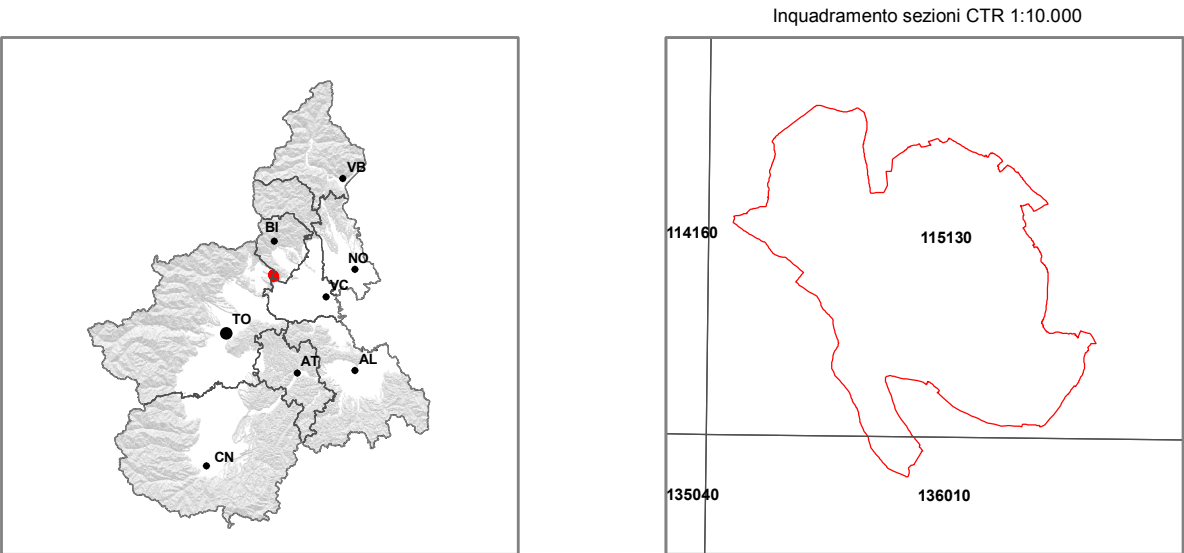 Inquadramento sezioni CTR 1:10.000
VB
BI
NO
VC
TO
AT
AL
CN
114160
115130
135040
136010